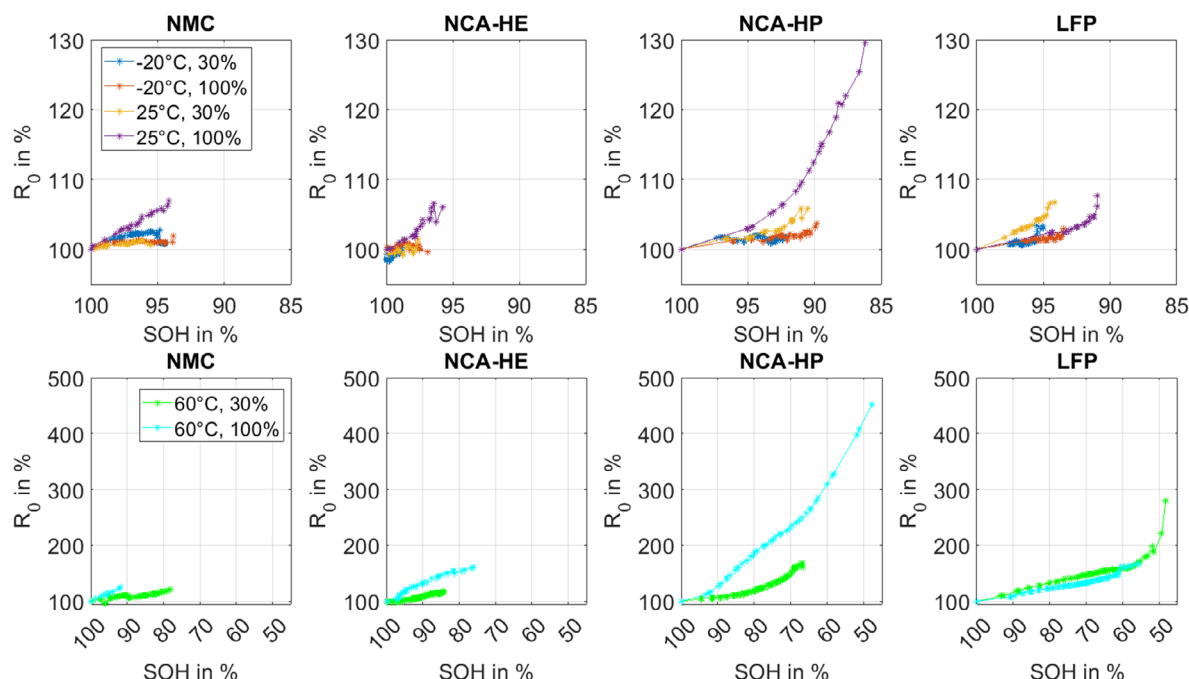 NMC
NCA-HE
NCA-HP
LFP
130
120
110
100
R0 in %
-20°C, 30%
-20°C, 100%
25°C, 30%
25°C, 100%
100 95 90 85
SOH in %
130
120
110
100
R0 in %
100 95 90 85
SOH in %
130
120
110
100
R0 in %
100 95 90 85
SOH in %
130
120
110
100
R0 in %
100 95 90 85
SOH in %
NMC
NCA-HE
NCA-HP
LFP
500
400
300
200
100
R0 in %
60°C, 30%
60°C, 100%
100 90 80 70 60 50
SOH in %
500
400
300
200
100
R0 in %
100 90 80 70 60 50
SOH in %
500
400
300
200
100
R0 in %
100 90 80 70 60 50
SOH in %
500
400
300
200
100
R0 in %
100 90 80 70 60 50
SOH in %